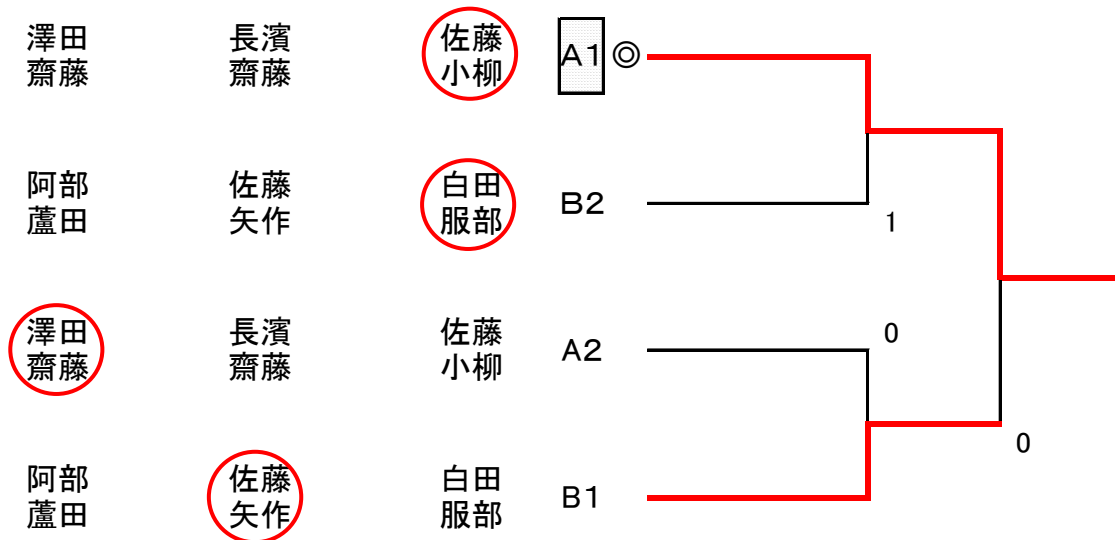 澤田 長濱 佐藤
齋藤 齋藤 小柳
A1 ◎
阿部 佐藤 白田
蘆田 矢作 服部
B2
1
澤田 長濱 佐藤
齋藤 齋藤 小柳
A2
0
0
阿部 佐藤 白田
蘆田 矢作 服部
B1